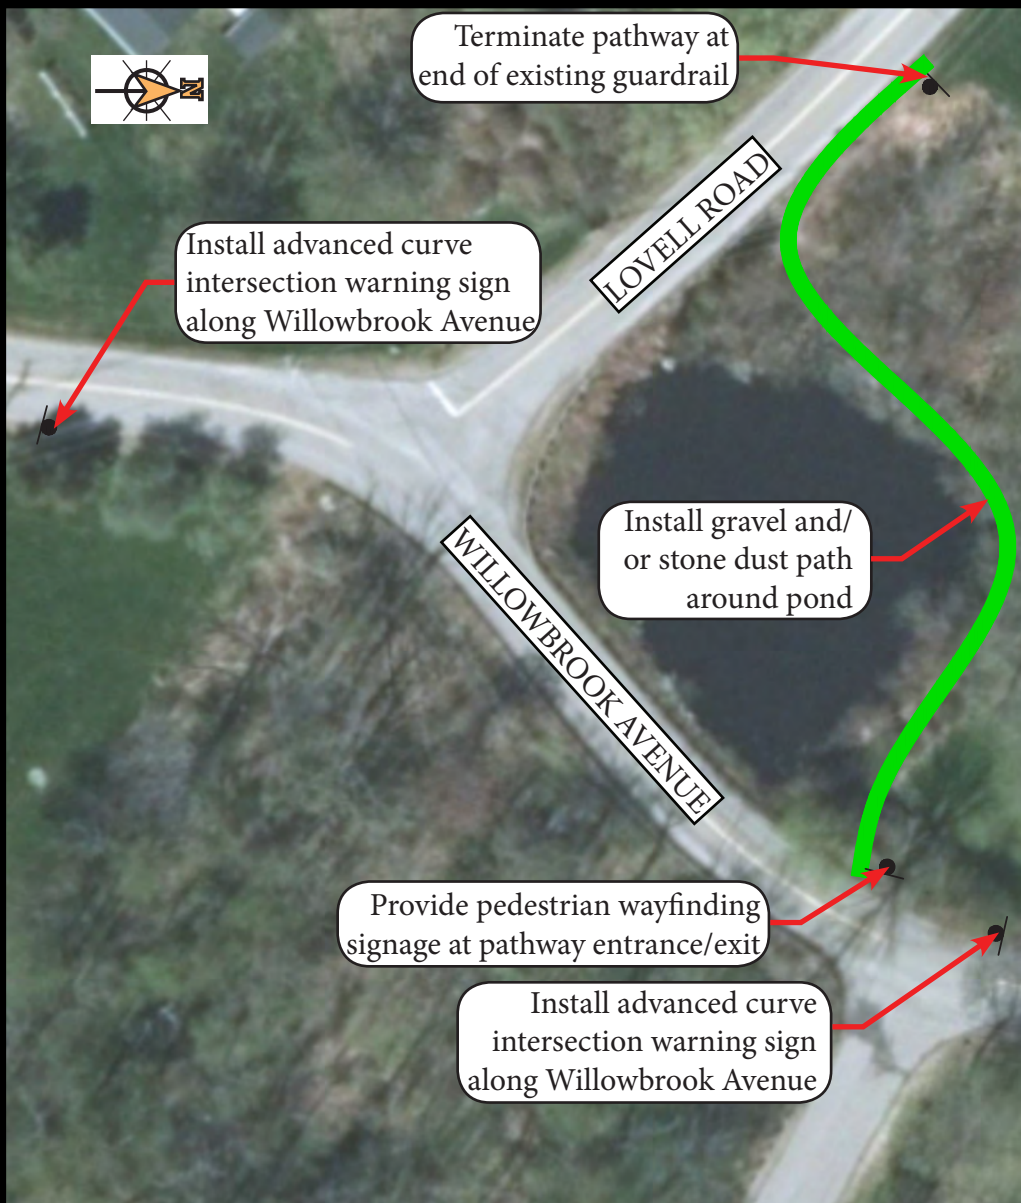 Terminate pathway at
end of existing guardrail
N
LOVELL ROAD
Install advanced curve
intersection warning sign
along Willowbrook Avenue
Install gravel and/
or stone dust path
around pond
WILLOWBROOK AVENUE
Provide pedestrian wayfinding
signage at pathway entrance/exit
Install advanced curve
intersection warning sign
along Willowbrook Avenue